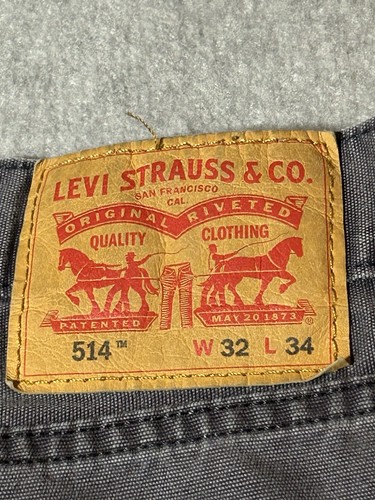 LEVI STRAUSS & CO.
SAN FRANCISCO
CAL.
ORIGINAL RIVETED
QUALITY CLOTHING
PATENTED MAY 20 1873 ®
514™ W 32 L 34